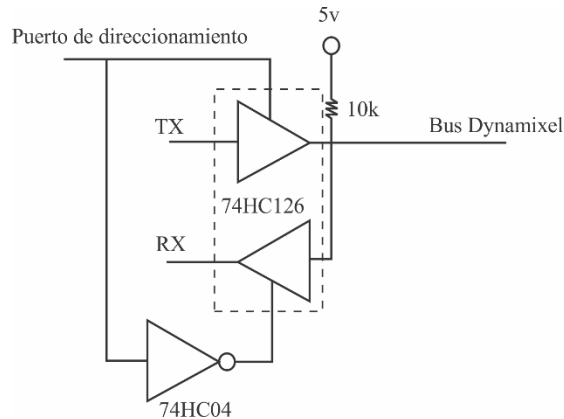 5v
Puerto de direccionamiento
10k
TX
Bus Dynamixel
74HC126
RX
74HC04